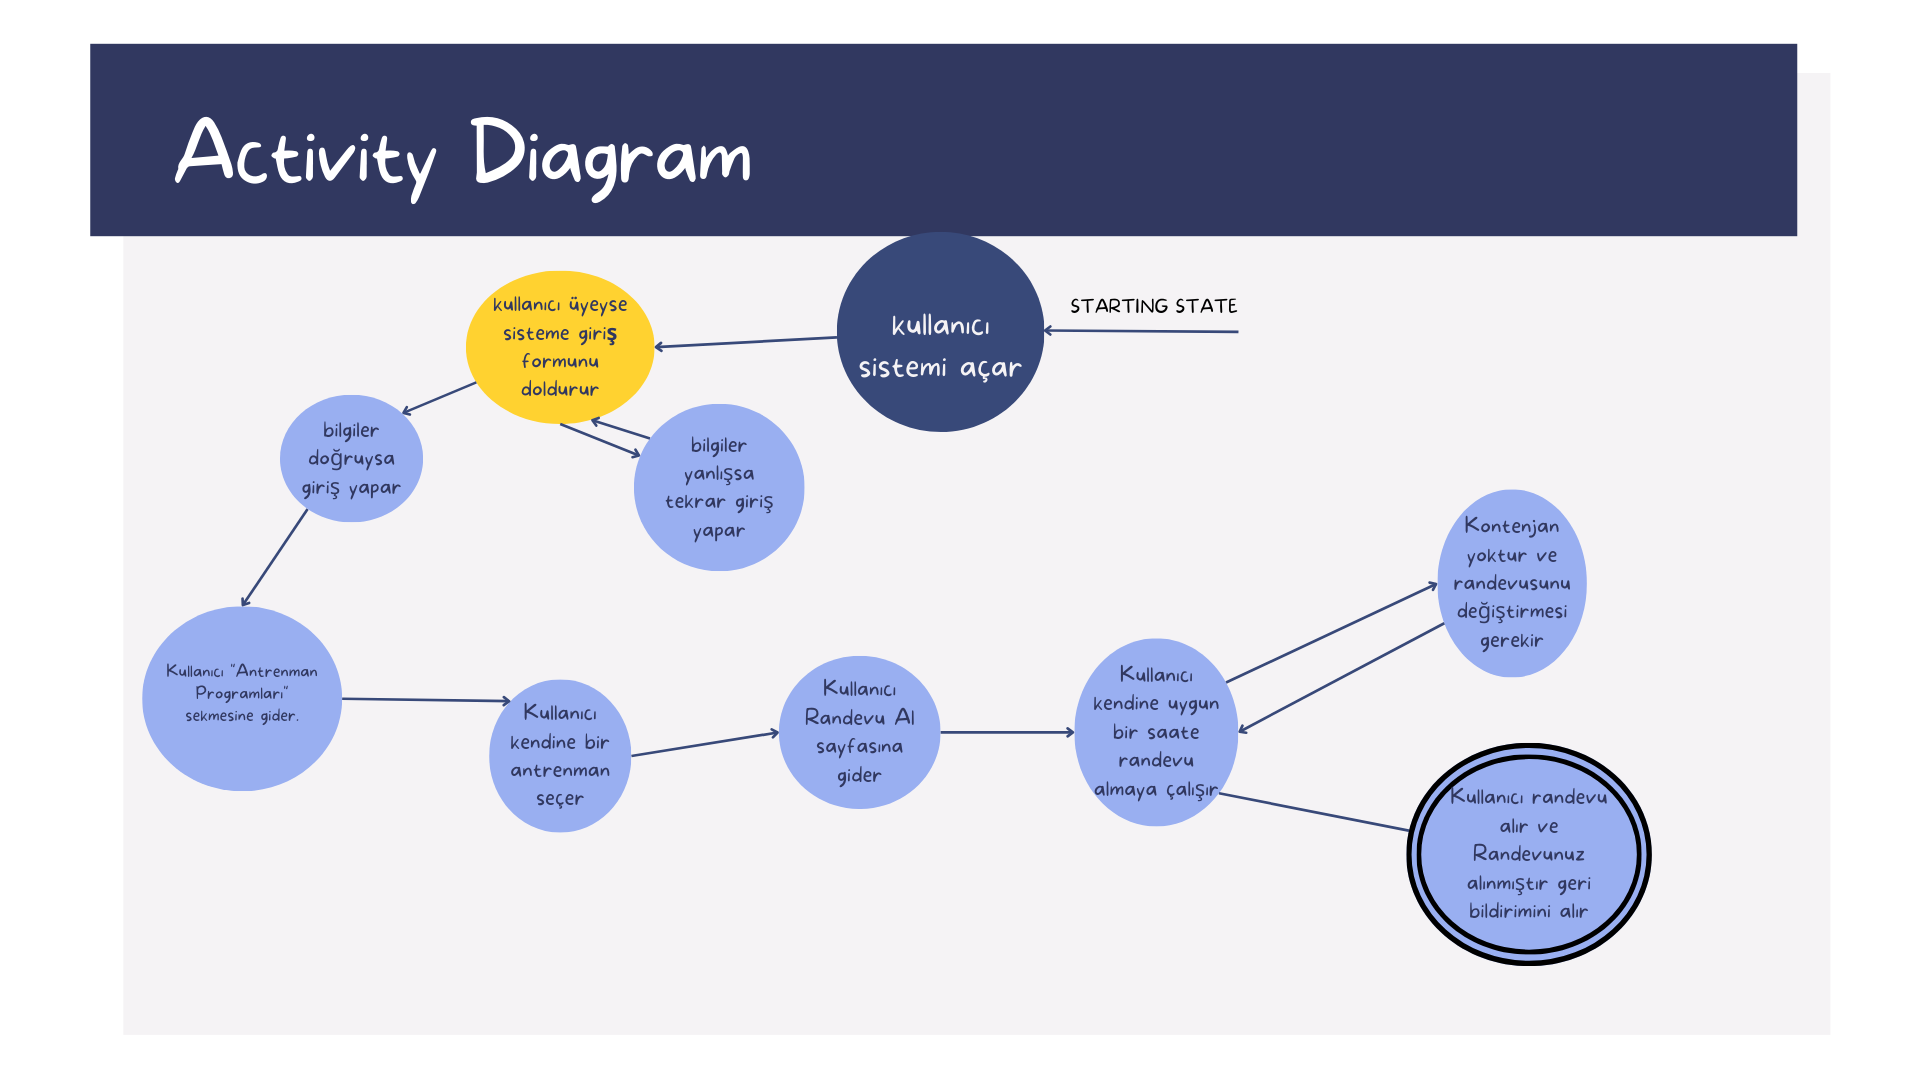 Activity Diagram
STARTING STATE
kullanıcı
sistemi açar
kullanıcı üyeyse
sisteme giriş
formunu
doldurur
bilgiler
doğruysa
giriş yapar
bilgiler
yanlışsa
tekrar giriş
yapar
Kullanıcı "Antrenman
Programları"
sekmesine gider.
Kullanıcı
kendine bir
antrenman
seçer
Kullanıcı
Randevu Al
sayfasına
gider
Kullanıcı
kendine uygun
bir saate
randevu
almaya çalışır
Kontenjan
yoktur ve
randevusunu
değiştirmesi
gerekir
Kullanıcı randevu
alır ve
Randevunuz
alınmıştır geri
bildirimini alır